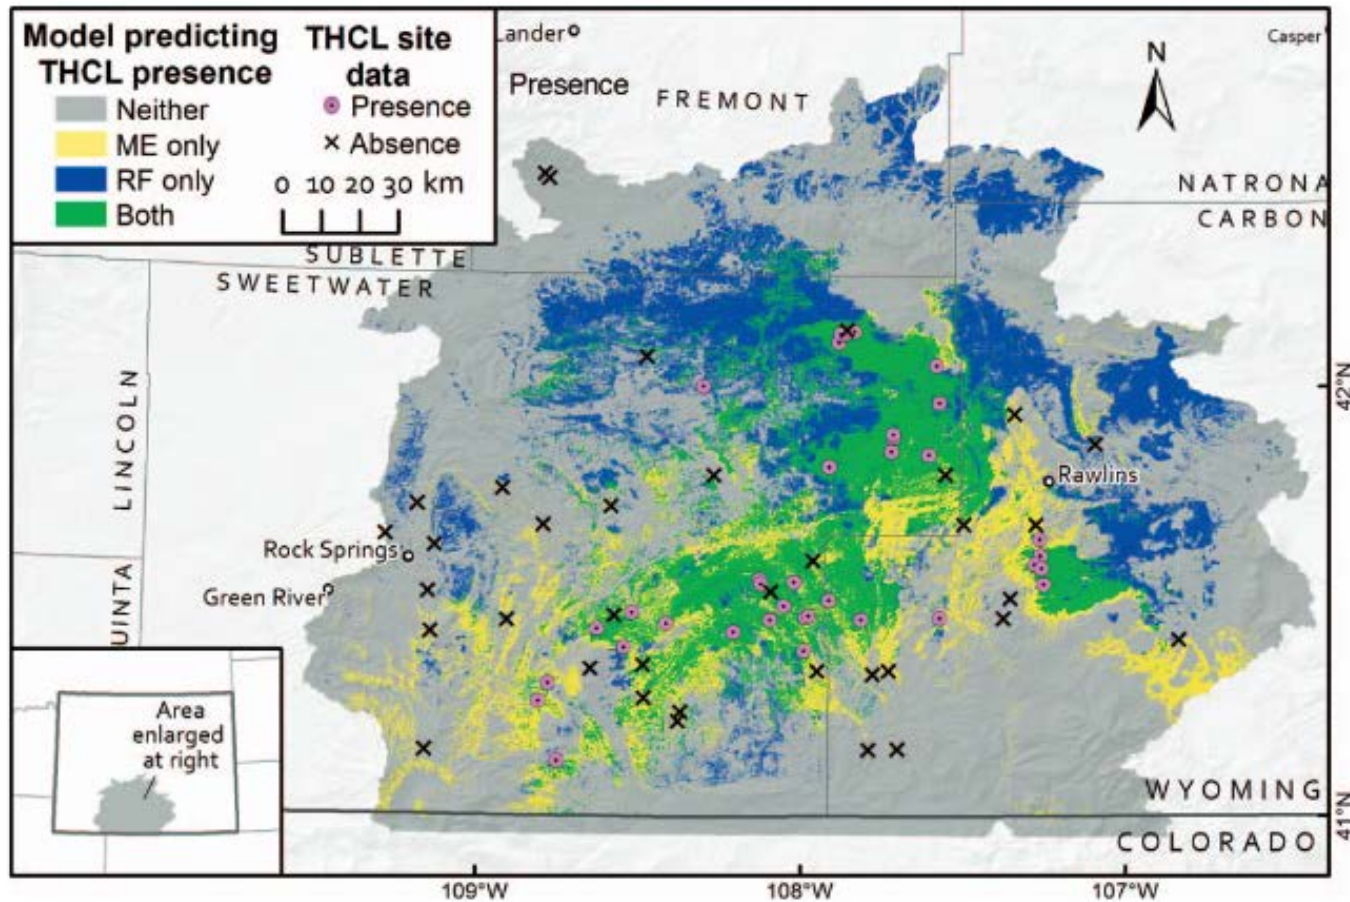 Model predicting
THCL presence
Neither
ME only
RF only
Both
THCL site
data
Presence
Absence
0 10 20 30 km
Lander
Presence
FREMONT
Casper
N
NATRONA
CARBON
SUBLETTE
SWEETWATER
LINCOLN
UINTA
42°N
Rawlins
Rock Springs
Green River
Area
enlarged
at right
WYOMING
COLORADO
41°N
109°W
108°W
107°W